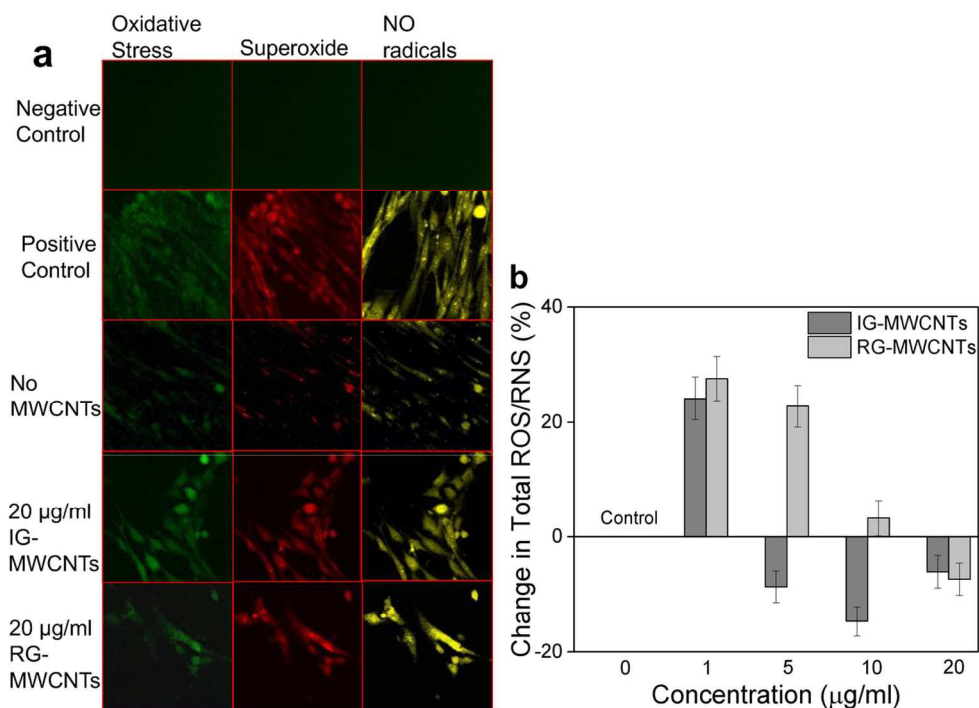 a
Oxidative
Stress
Superoxide
NO
radicals
Negative
Control
Positive
Control
No
MWCNTs
20 µg/ml
IG-
MWCNTs
20 µg/ml
RG-
MWCNTs
b
Change in Total ROS/RNS (%)
40
20
0
-20
IG-MWCNTs
RG-MWCNTs
Control
0 1 5 10 20
Concentration (µg/ml)